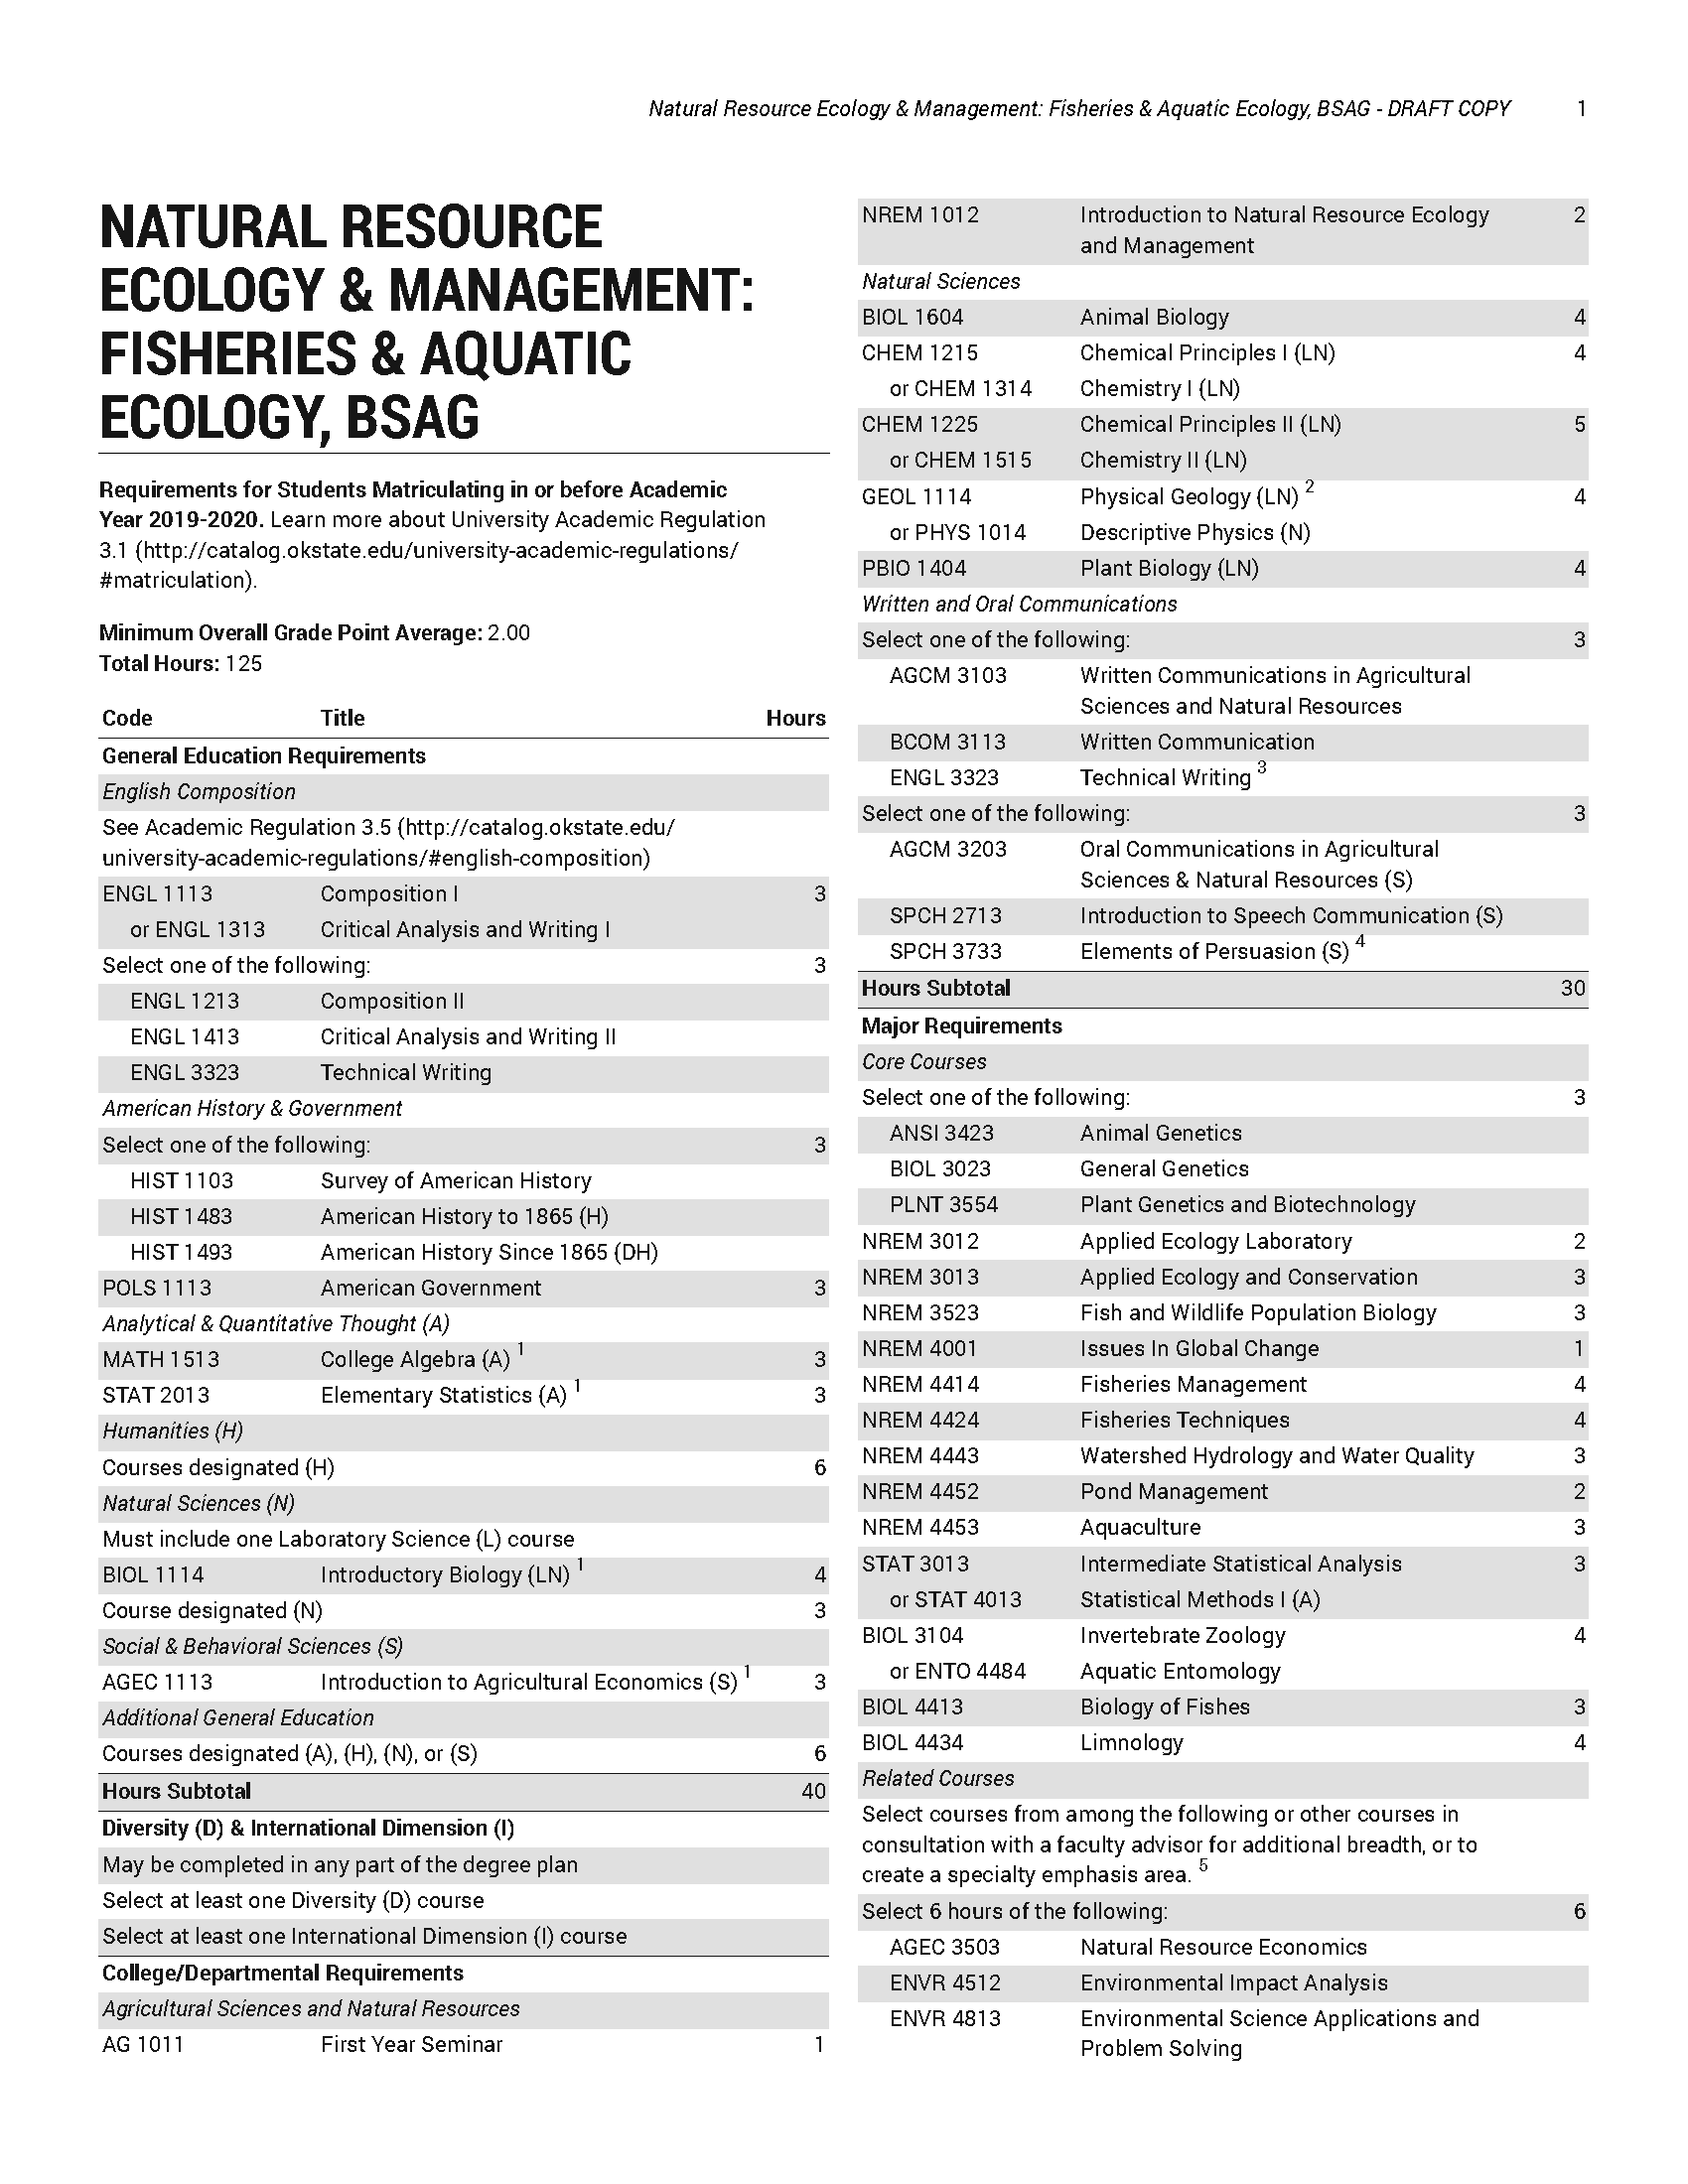 Natural Resource Ecology & Management: Fisheries & Aquatic Ecology, BSAG - DRAFT COPY 1
NATURAL RESOURCE
ECOLOGY & MANAGEMENT:
FISHERIES & AQUATIC
ECOLOGY, BSAG
Requirements for Students Matriculating in or before Academic
Year 2019-2020. Learn more about University Academic Regulation
3.1 (http://catalog.okstate.edu/university-academic-regulations/
#matriculation).
Minimum Overall Grade Point Average: 2.00
Total Hours: 125
Code Title Hours
General Education Requirements
English Composition
See Academic Regulation 3.5 (http://catalog.okstate.edu/
university-academic-regulations/#english-composition)
ENGL 1113 Composition I 3
or ENGL 1313 Critical Analysis and Writing I
Select one of the following: 3
ENGL 1213 Composition II
ENGL 1413 Critical Analysis and Writing II
ENGL 3323 Technical Writing
American History & Government
Select one of the following: 3
HIST 1103 Survey of American History
HIST 1483 American History to 1865 (H)
HIST 1493 American History Since 1865 (DH)
POLS 1113 American Government 3
Analytical & Quantitative Thought (A)
MATH 1513 College Algebra (A) 1 3
STAT 2013 Elementary Statistics (A) 1 3
Humanities (H)
Courses designated (H) 6
Natural Sciences (N)
Must include one Laboratory Science (L) course
BIOL 1114 Introductory Biology (LN) 1 4
Course designated (N) 3
Social & Behavioral Sciences (S)
AGEC 1113 Introduction to Agricultural Economics (S) 1 3
Additional General Education
Courses designated (A), (H), (N), or (S) 6
Hours Subtotal 40
Diversity (D) & International Dimension (I)
May be completed in any part of the degree plan
Select at least one Diversity (D) course
Select at least one International Dimension (I) course
College/Departmental Requirements
Agricultural Sciences and Natural Resources
AG 1011 First Year Seminar 1
NREM 1012 Introduction to Natural Resource Ecology 2
and Management
Natural Sciences
BIOL 1604 Animal Biology 4
CHEM 1215 Chemical Principles I (LN) 4
or CHEM 1314 Chemistry I (LN)
CHEM 1225 Chemical Principles II (LN) 5
or CHEM 1515 Chemistry II (LN)
GEOL 1114 Physical Geology (LN) 2 4
or PHYS 1014 Descriptive Physics (N)
PBIO 1404 Plant Biology (LN) 4
Written and Oral Communications
Select one of the following: 3
AGCM 3103 Written Communications in Agricultural
Sciences and Natural Resources
BCOM 3113 Written Communication
ENGL 3323 Technical Writing 3
Select one of the following: 3
AGCM 3203 Oral Communications in Agricultural
Sciences & Natural Resources (S)
SPCH 2713 Introduction to Speech Communication (S)
SPCH 3733 Elements of Persuasion (S) 4
Hours Subtotal 30
Major Requirements
Core Courses
Select one of the following: 3
ANSI 3423 Animal Genetics
BIOL 3023 General Genetics
PLNT 3554 Plant Genetics and Biotechnology
NREM 3012 Applied Ecology Laboratory 2
NREM 3013 Applied Ecology and Conservation 3
NREM 3523 Fish and Wildlife Population Biology 3
NREM 4001 Issues In Global Change 1
NREM 4414 Fisheries Management 4
NREM 4424 Fisheries Techniques 4
NREM 4443 Watershed Hydrology and Water Quality 3
NREM 4452 Pond Management 2
NREM 4453 Aquaculture 3
STAT 3013 Intermediate Statistical Analysis 3
or STAT 4013 Statistical Methods I (A)
BIOL 3104 Invertebrate Zoology 4
or ENTO 4484 Aquatic Entomology
BIOL 4413 Biology of Fishes 3
BIOL 4434 Limnology 4
Related Courses
Select courses from among the following or other courses in
consultation with a faculty advisor for additional breadth, or to
create a specialty emphasis area. 5
Select 6 hours of the following: 6
AGEC 3503 Natural Resource Economics
ENVR 4512 Environmental Impact Analysis
ENVR 4813 Environmental Science Applications and
Problem Solving